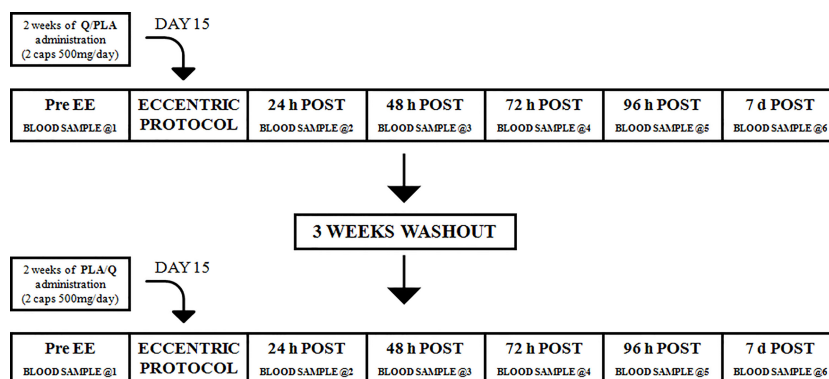 2 weeks of Q/PLA
administration
(2 caps 500mg/day)
DAY 15
Pre EE
BLOOD SAMPLE @1
ECCENTRIC
PROTOCOL
24 h POST
BLOOD SAMPLE @2
48 h POST
BLOOD SAMPLE @3
72 h POST
BLOOD SAMPLE @4
96 h POST
BLOOD SAMPLE @5
7 d POST
BLOOD SAMPLE @6
3 WEEKS WASHOUT
2 weeks of PLA/Q
administration
(2 caps 500mg/day)
DAY 15
Pre EE
BLOOD SAMPLE @1
ECCENTRIC
PROTOCOL
24 h POST
BLOOD SAMPLE @2
48 h POST
BLOOD SAMPLE @3
72 h POST
BLOOD SAMPLE @4
96 h POST
BLOOD SAMPLE @5
7 d POST
BLOOD SAMPLE @6